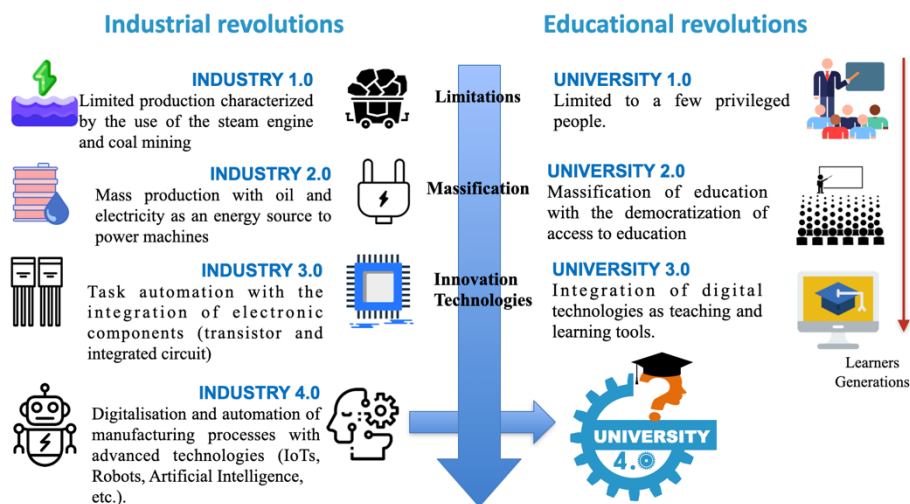 Industrial revolutions
Educational revolutions
INDUSTRY 1.0
Limited production characterized
by the use of the steam engine
and coal mining
Limitations
UNIVERSITY 1.0
Limited to a few privileged
people.
INDUSTRY 2.0
Mass production with oil and
electricity as an energy source to
power machines
Massification
UNIVERSITY 2.0
Massification of education
with the democratization of
access to education
INDUSTRY 3.0
Task automation with the
integration of electronic
components (transistor and
integrated circuit)
Innovation
Technologies
UNIVERSITY 3.0
Integration of digital
technologies as teaching and
learning tools.
Learners
Generations
INDUSTRY 4.0
Digitalisation and automation of
manufacturing processes with
advanced technologies (IoTs,
Robots, Artificial Intelligence,
etc.).
UNIVERSITY
4.0